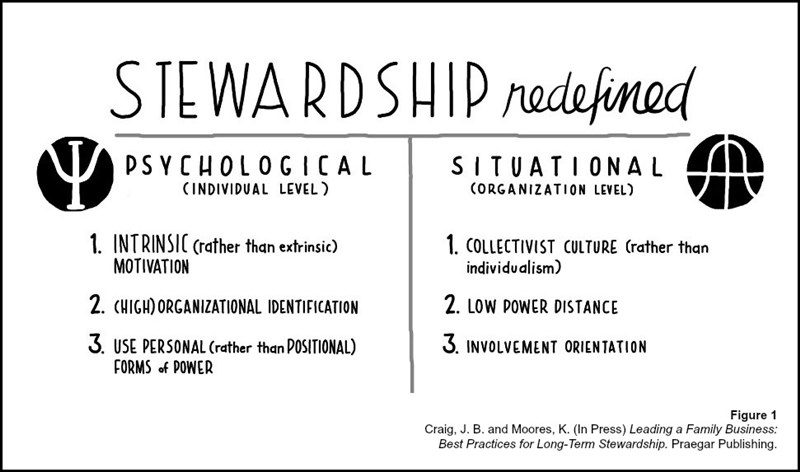 STEWARDSHIP redefined
PSYCHOLOGICAL
(INDIVIDUAL LEVEL)
1. INTRINSIC (rather than extrinsic)
MOTIVATION
2. (HIGH) ORGANIZATIONAL IDENTIFICATION
3. USE PERSONAL (rather than POSITIONAL)
FORMS of POWER
SITUATIONAL
(ORGANIZATION LEVEL)
1. COLLECTIVIST CULTURE (rather than
individualism)
2. LOW POWER DISTANCE
3. INVOLVEMENT ORIENTATION
Figure 1
Craig, J. B. and Moores, K. (In Press) Leading a Family Business:
Best Practices for Long-Term Stewardship. Praegar Publishing.